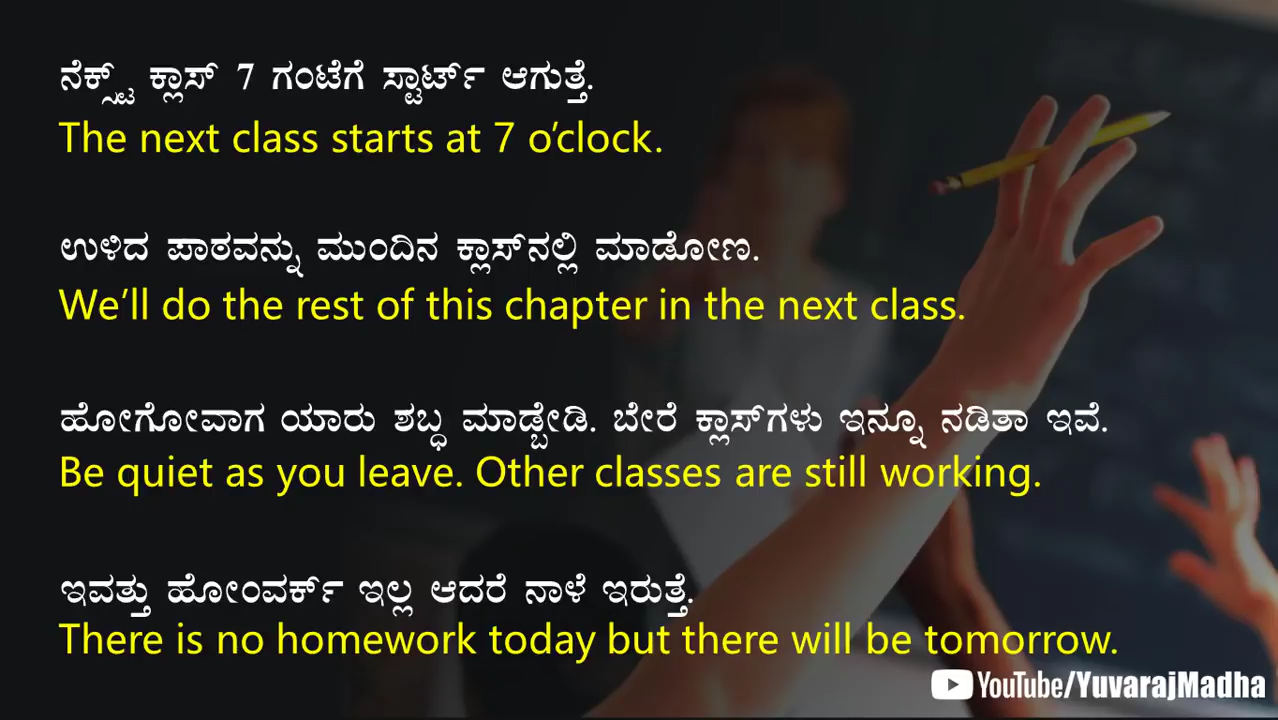 ನೆಕ್ಸ್ಟ್ ಕ್ಲಾಸ್ 7 ಗಂಟೆಗೆ ಸ್ಟಾರ್ಟ್ ಆಗುತ್ತೆ.
The next class starts at 7 o’clock.
ಉಳಿದ ಪಾಠವನ್ನು ಮುಂದಿನ ಕ್ಲಾಸ್‌ನಲ್ಲಿ ಮಾಡೋಣ.
We’ll do the rest of this chapter in the next class.
ಹೋಗೋವಾಗ ಯಾರು ಶಬ್ಧ ಮಾಡ್ಬೇಡಿ. ಬೇರೆ ಕ್ಲಾಸ್‌ಗಳು ಇನ್ನೂ ನಡಿತಾ ಇವೆ.
Be quiet as you leave. Other classes are still working.
ಇವತ್ತು ಹೋಂವರ್ಕ್ ಇಲ್ಲ ಆದರೆ ನಾಳೆ ಇರುತ್ತೆ.
There is no homework today but there will be tomorrow.
YouTube/YuvarajMadha